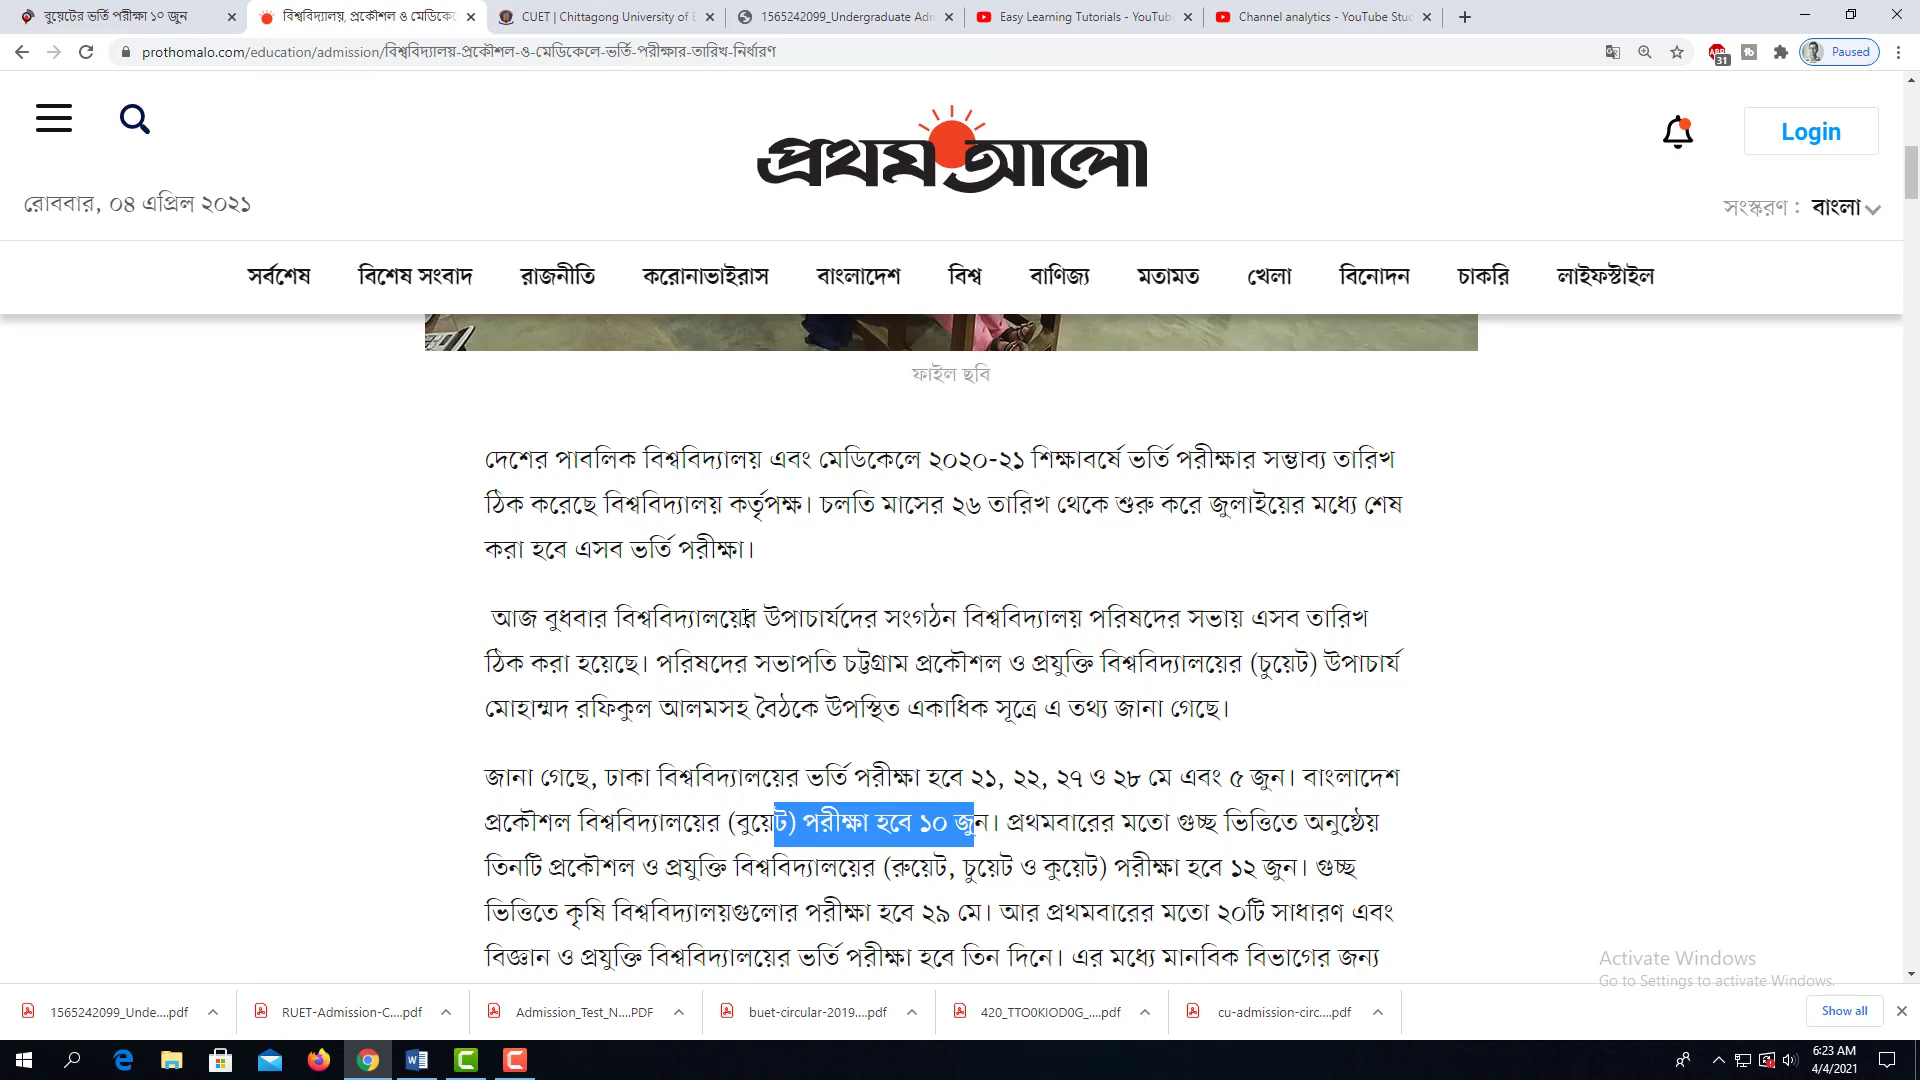 বুয়েটের ভর্তি পরীক্ষা ১০ জুন
বিশ্ববিদ্যালয়, প্রকৌশল ও মেডিকে
CUET | Chittagong University of E
1565242099_Undergraduate Adm
Easy Learning Tutorials - YouTub
Channel analytics - YouTube Stud
prothomalo.com/education/admission/বিশ্ববিদ্যালয়-প্রকৌশল-ও-মেডিকেলে-ভর্তি-পরীক্ষার-তারিখ-নির্ধারণ
31
Paused
প্রথম আলো
Login
রোববার, ০৪ এপ্রিল ২০২১
সংস্করণ : বাংলা
সর্বশেষ বিশেষ সংবাদ রাজনীতি করোনাভাইরাস বাংলাদেশ বিশ্ব বাণিজ্য মতামত খেলা বিনোদন চাকরি লাইফস্টাইল
ফাইল ছবি
দেশের পাবলিক বিশ্ববিদ্যালয় এবং মেডিকেলে ২০২০-২১ শিক্ষাবর্ষে ভর্তি পরীক্ষার সম্ভাব্য তারিখ
ঠিক করেছে বিশ্ববিদ্যালয় কর্তৃপক্ষ। চলতি মাসের ২৬ তারিখ থেকে শুরু করে জুলাইয়ের মধ্যে শেষ
করা হবে এসব ভর্তি পরীক্ষা।
আজ বুধবার বিশ্ববিদ্যালয়ের উপাচার্যদের সংগঠন বিশ্ববিদ্যালয় পরিষদের সভায় এসব তারিখ
ঠিক করা হয়েছে। পরিষদের সভাপতি চট্টগ্রাম প্রকৌশল ও প্রযুক্তি বিশ্ববিদ্যালয়ের (চুয়েট) উপাচার্য
মোহাম্মদ রফিকুল আলমসহ বৈঠকে উপস্থিত একাধিক সূত্রে এ তথ্য জানা গেছে।
জানা গেছে, ঢাকা বিশ্ববিদ্যালয়ের ভর্তি পরীক্ষা হবে ২১, ২২, ২৭ ও ২৮ মে এবং ৫ জুন। বাংলাদেশ
প্রকৌশল বিশ্ববিদ্যালয়ের (বুয়েট) পরীক্ষা হবে ১০ জুন। প্রথমবারের মতো গুচ্ছ ভিত্তিতে অনুষ্ঠেয়
তিনটি প্রকৌশল ও প্রযুক্তি বিশ্ববিদ্যালয়ের (রুয়েট, চুয়েট ও কুয়েট) পরীক্ষা হবে ১২ জুন। গুচ্ছ
ভিত্তিতে কৃষি বিশ্ববিদ্যালয়গুলোর পরীক্ষা হবে ২৯ মে। আর প্রথমবারের মতো ২০টি সাধারণ এবং
বিজ্ঞান ও প্রযুক্তি বিশ্ববিদ্যালয়ের ভর্তি পরীক্ষা হবে তিন দিনে। এর মধ্যে মানবিক বিভাগের জন্য
Activate Windows
Go to Settings to activate Windows.
1565242099_Unde....pdf
RUET-Admission-C....pdf
Admission_Test_N....PDF
buet-circular-2019....pdf
420_TTO0KIOD0G_....pdf
cu-admission-circ....pdf
Show all
6:23 AM
4/4/2021